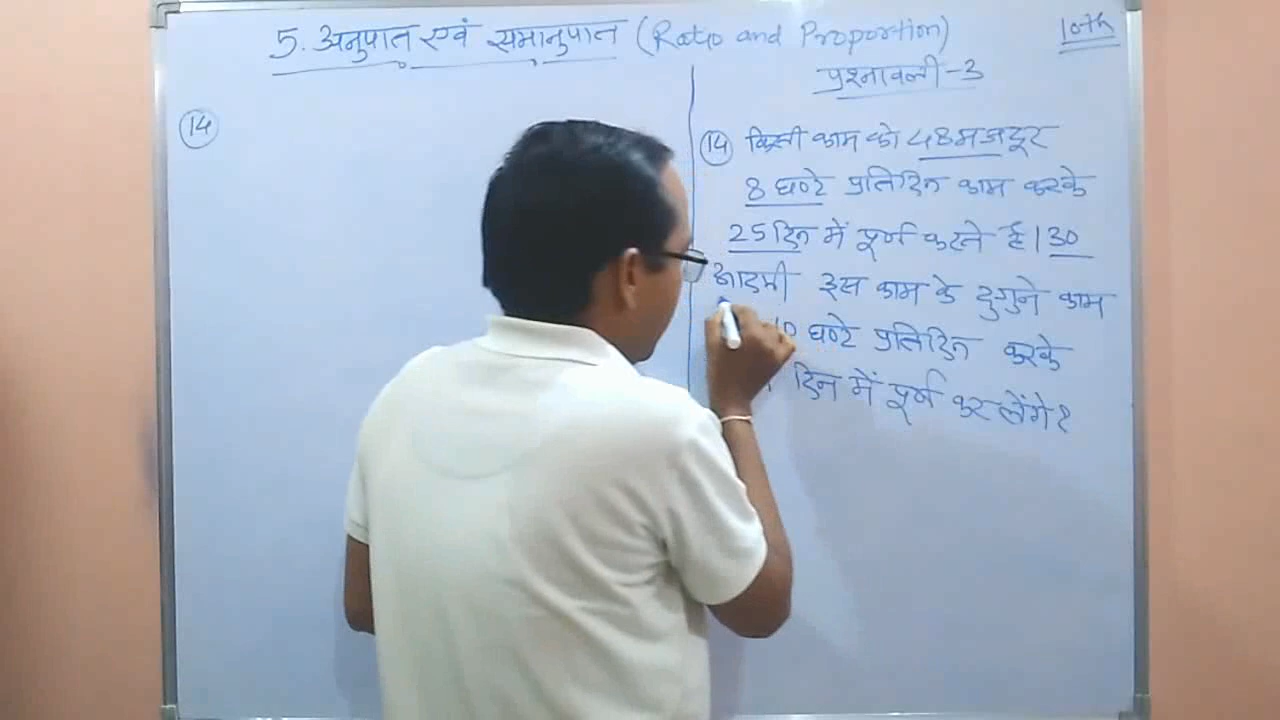 5. अनुपात एवं समानुपात (Ratio and Proportion)
10th
प्रश्नावली-3
14
14 किसी काम को 48 मजदूर
8 घण्टे प्रतिदिन काम करके
25 दिन में पूर्ण करते हैं। 30
आदमी इस काम के दुगुने काम
10 घण्टे प्रतिदिन करके
दिन में पूर्ण कर लेंगे?